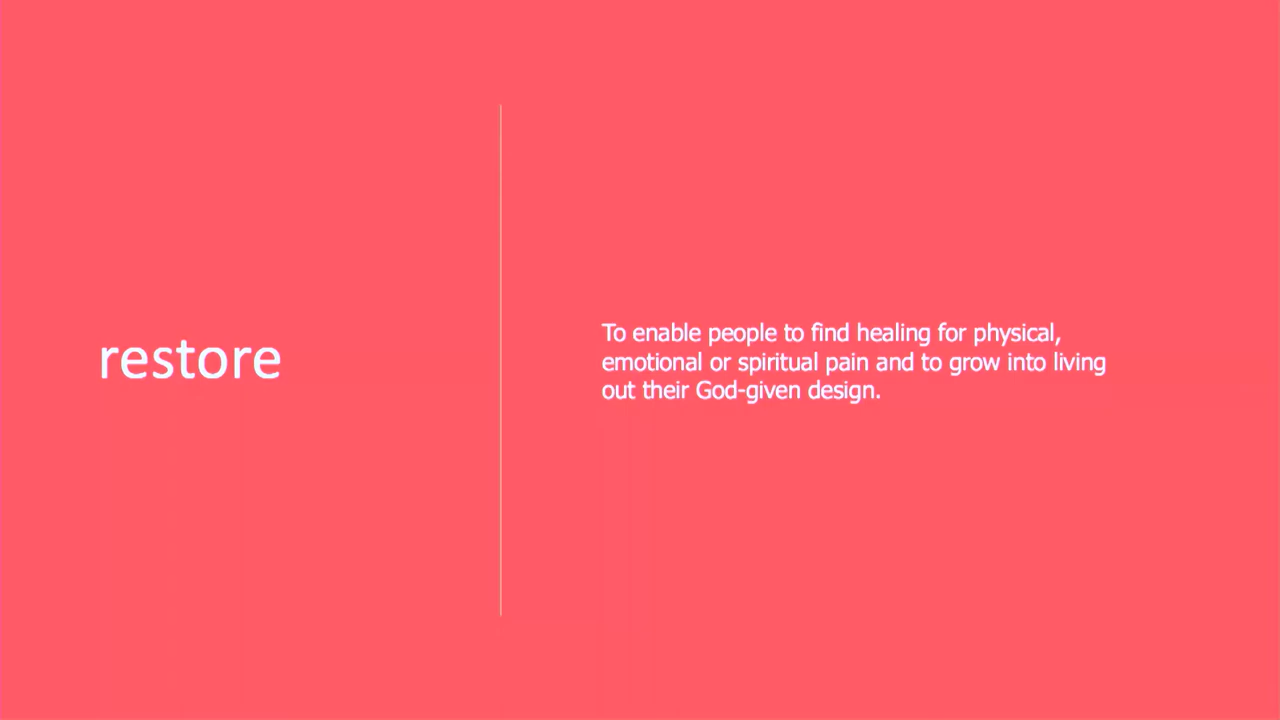 restore
To enable people to find healing for physical,
emotional or spiritual pain and to grow into living
out their God-given design.